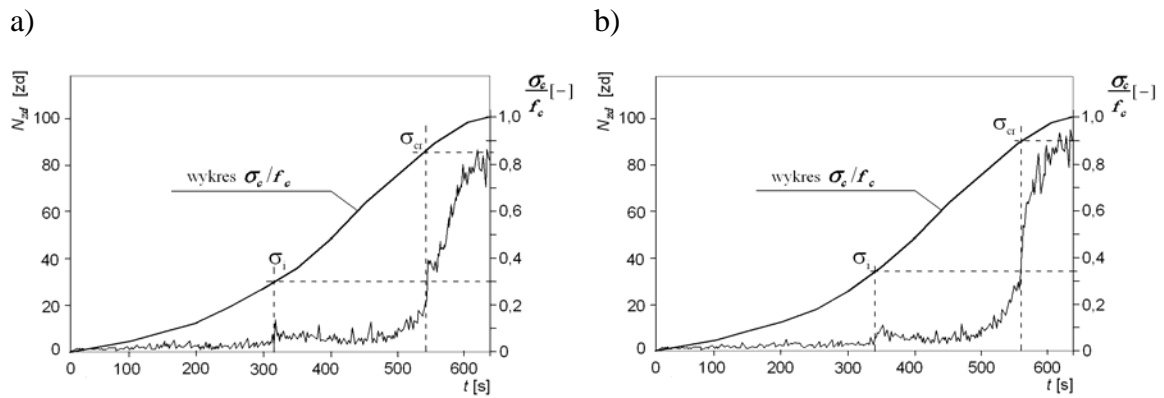 a)
N_zd [zd]
100
80
60
40
20
0
σ_c/f_c [-]
1,0
0,8
0,6
0,4
0,2
0
σ_cr
wykres σ_c/f_c
σ_i
0 100 200 300 400 500 600
t [s]
b)
N_zd [zd]
100
80
60
40
20
0
σ_c/f_c [-]
1,0
0,8
0,6
0,4
0,2
0
σ_cr
wykres σ_c/f_c
σ_i
0 100 200 300 400 500 600
t [s]